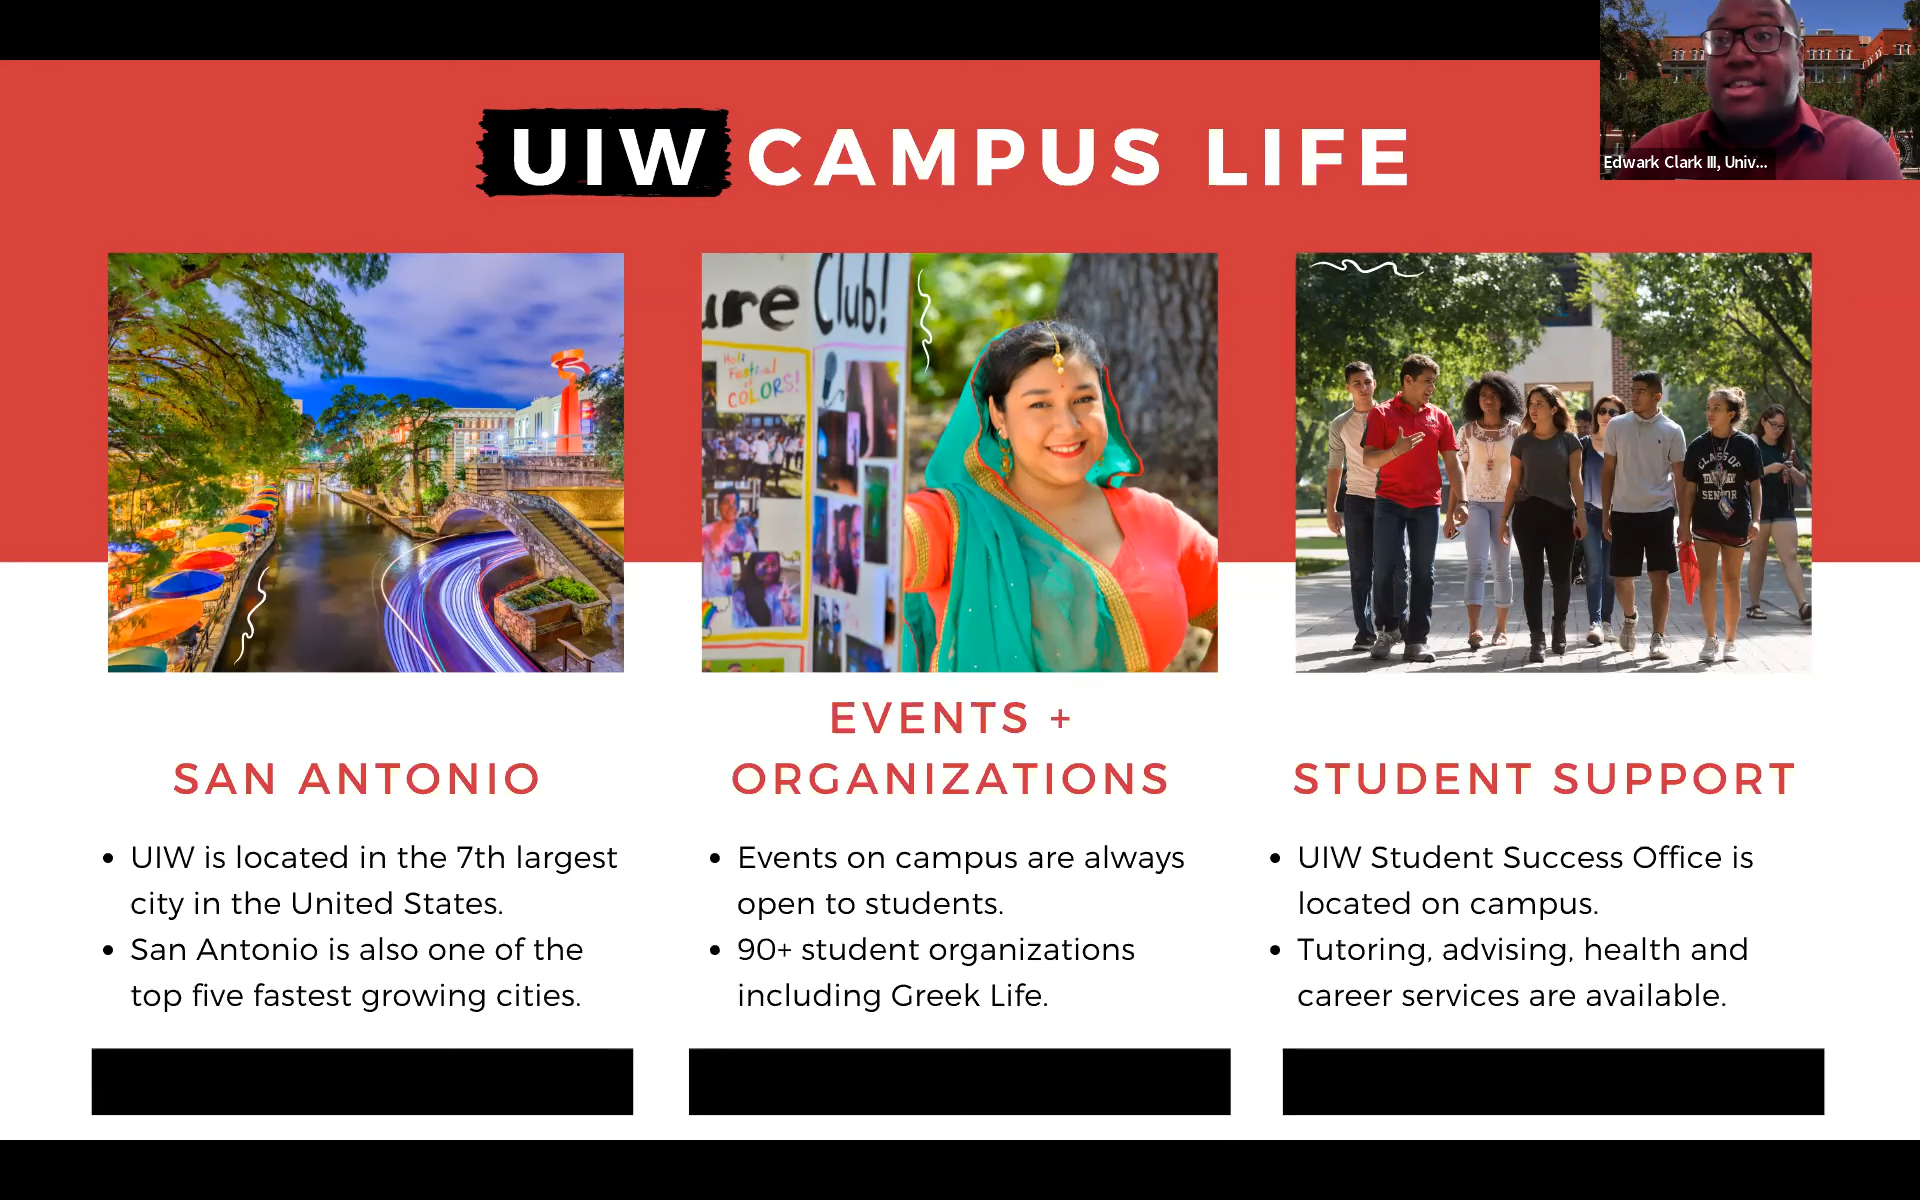 UIW CAMPUS LIFE
Edwark Clark III, Univ...
ure Club!
Holi
Festival
of
COLORS!
CLASS OF
SENIOR
EVENTS +
SAN ANTONIO
ORGANIZATIONS
STUDENT SUPPORT
• UIW is located in the 7th largest
city in the United States.
• San Antonio is also one of the
top five fastest growing cities.
• Events on campus are always
open to students.
• 90+ student organizations
including Greek Life.
• UIW Student Success Office is
located on campus.
• Tutoring, advising, health and
career services are available.